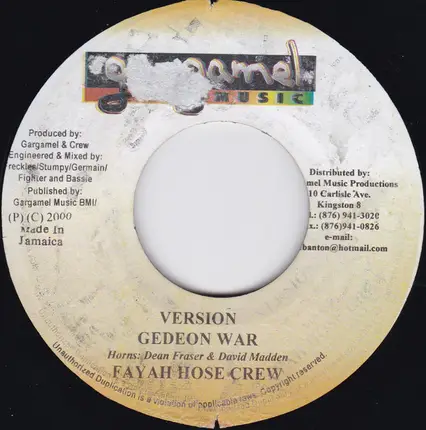 MUSIC
Produced by:
Gargamel & Crew
Engineered & Mixed by:
reckles/Stumpy/Germain/
Fighter and Bassie
Published by:
Gargamel Music BMI/
(P) (C) 2000
Made In
Jamaica
Distributed by:
mel Music Productions
10 Carlisle Ave.
Kingston 8
l.: (876) 941-3020
(876) 941-0826
e-mail:
banton@hotmail.com
VERSION
GEDEON WAR
Horns: Dean Fraser & David Madden
FAYAH HOSE CREW
Unauthorized Duplication is a violation of applicable laws. Copyright reserved.